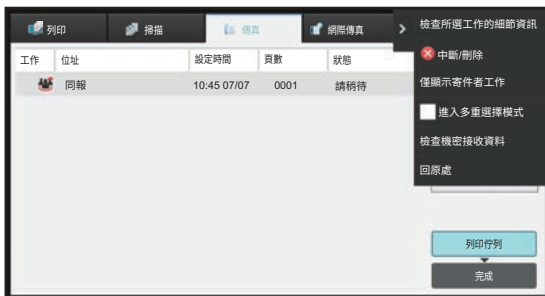 列印
掃描
傳真
網際傳真
工作 位址 設定時間 頁數 狀態
同報 10:45 07/07 0001 請稍待
檢查所選工作的細節資訊
中斷/刪除
僅顯示寄件者工作
進入多重選擇模式
檢查機密接收資料
回原處
列印佇列
完成